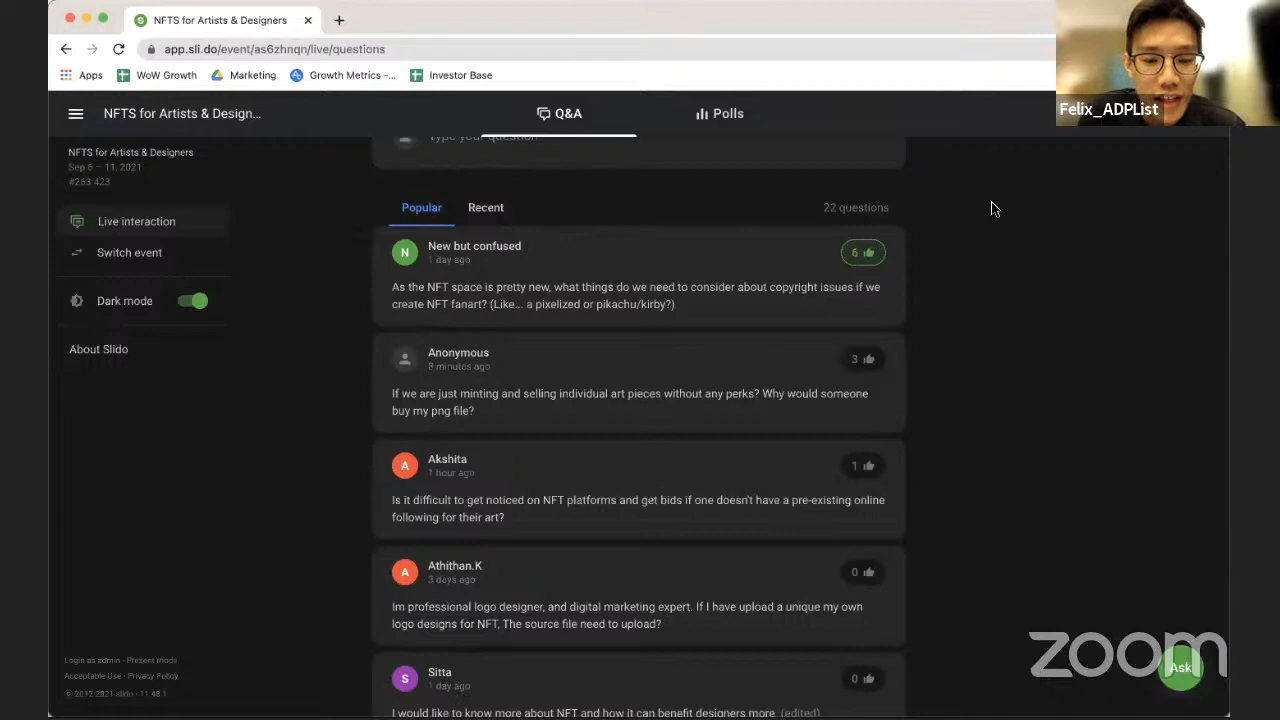 NFTS for Artists & Designers
app.sli.do/event/as6zhnqn/live/questions
Apps
WoW Growth
Marketing
Growth Metrics -...
Investor Base
Felix_ADPList
NFTS for Artists & Design...
Q&A
Polls
Type your question
NFTS for Artists & Designers
Sep 6 – 11, 2021
#263 423
Live interaction
Switch event
Dark mode
About Slido
Popular
Recent
22 questions
N
New but confused
1 day ago
6
As the NFT space is pretty new, what things do we need to consider about copyright issues if we
create NFT fanart? (Like... a pixelized or pikachu/kirby?)
Anonymous
8 minutes ago
3
If we are just minting and selling individual art pieces without any perks? Why would someone
buy my png file?
A
Akshita
1 hour ago
1
Is it difficult to get noticed on NFT platforms and get bids if one doesn't have a pre-existing online
following for their art?
A
Athithan.K
3 days ago
0
Im professional logo designer, and digital marketing expert. If I have upload a unique my own
logo designs for NFT, The source file need to upload?
S
Sitta
1 day ago
0
I would like to know more about NFT and how it can benefit designers more (edited)
Login as admin - Present mode
Acceptable Use - Privacy Policy
© 2012-2021 slido - 11.48.1
zoom
Ask